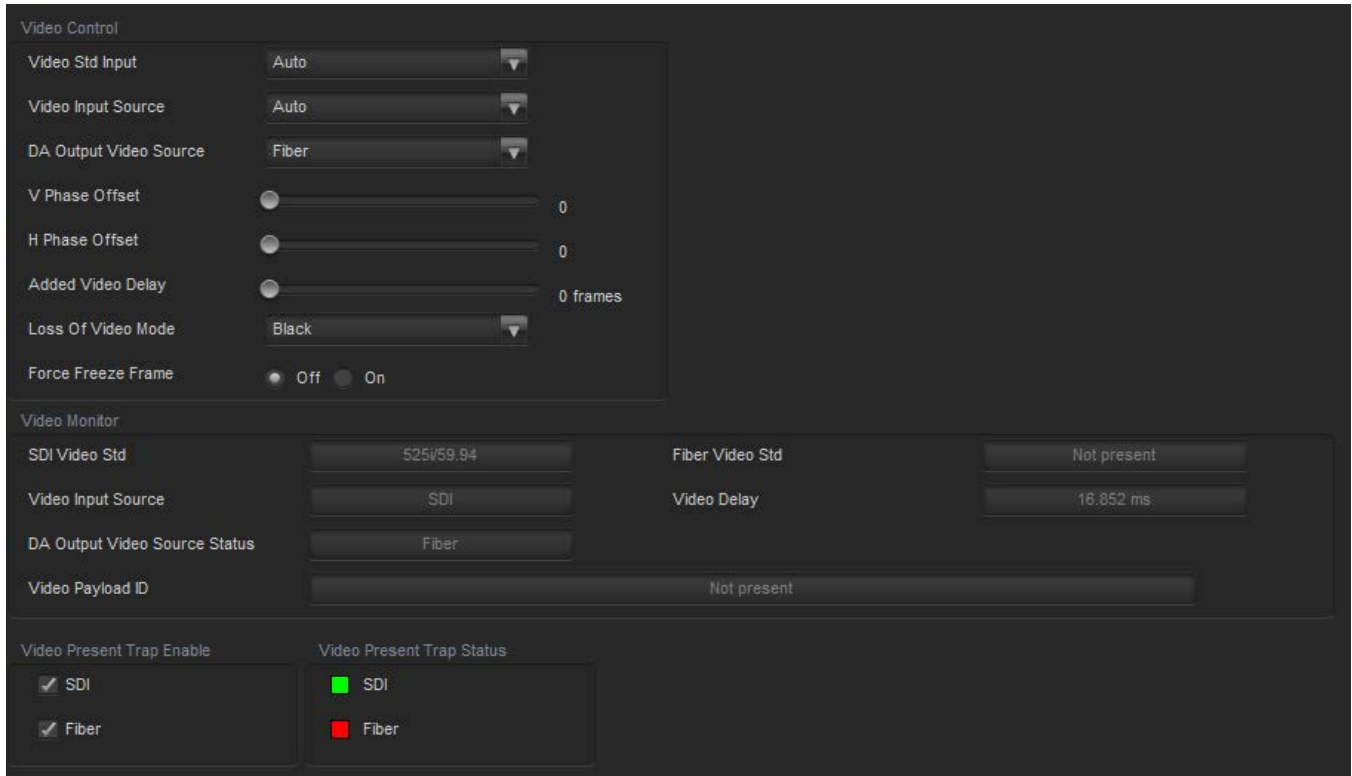 Video Control
Video Std Input Auto
Video Input Source Auto
DA Output Video Source Fiber
V Phase Offset 0
H Phase Offset 0
Added Video Delay 0 frames
Loss Of Video Mode Black
Force Freeze Frame Off On
Video Monitor
SDI Video Std 525i/59.94 Fiber Video Std Not present
Video Input Source SDI Video Delay 16.852 ms
DA Output Video Source Status Fiber
Video Payload ID Not present
Video Present Trap Enable Video Present Trap Status
SDI SDI
Fiber Fiber